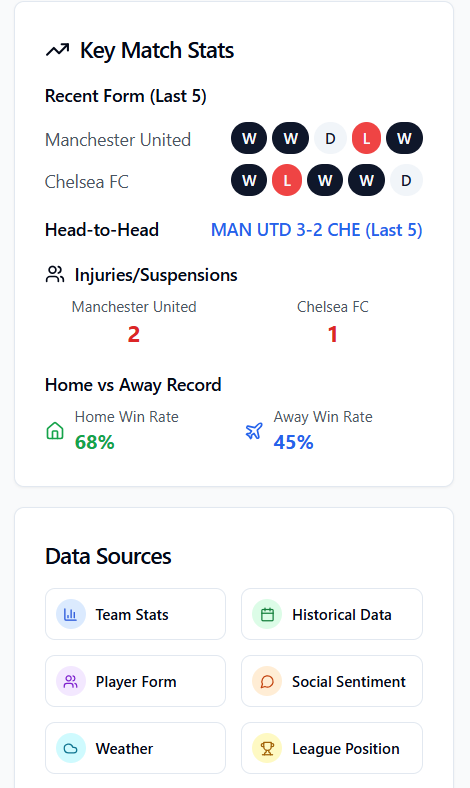 Key Match Stats
Recent Form (Last 5)
Manchester United W W D L W
Chelsea FC W L W W D
Head-to-Head MAN UTD 3-2 CHE (Last 5)
Injuries/Suspensions
Manchester United Chelsea FC
2 1
Home vs Away Record
Home Win Rate Away Win Rate
68% 45%
Data Sources
Team Stats Historical Data
Player Form Social Sentiment
Weather League Position